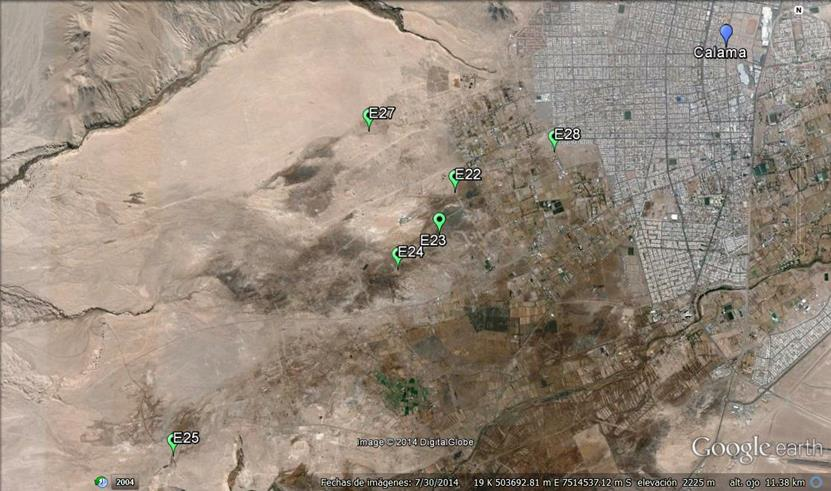 N
Calama
E27
E28
E22
E23
E24
E25
Image © 2014 DigitalGlobe
Google earth
2004
Fechas de imágenes: 7/30/2014 19 K 503692.81 m E 7514537.12 m S elevación 2225 m alt. ojo 11.38 km